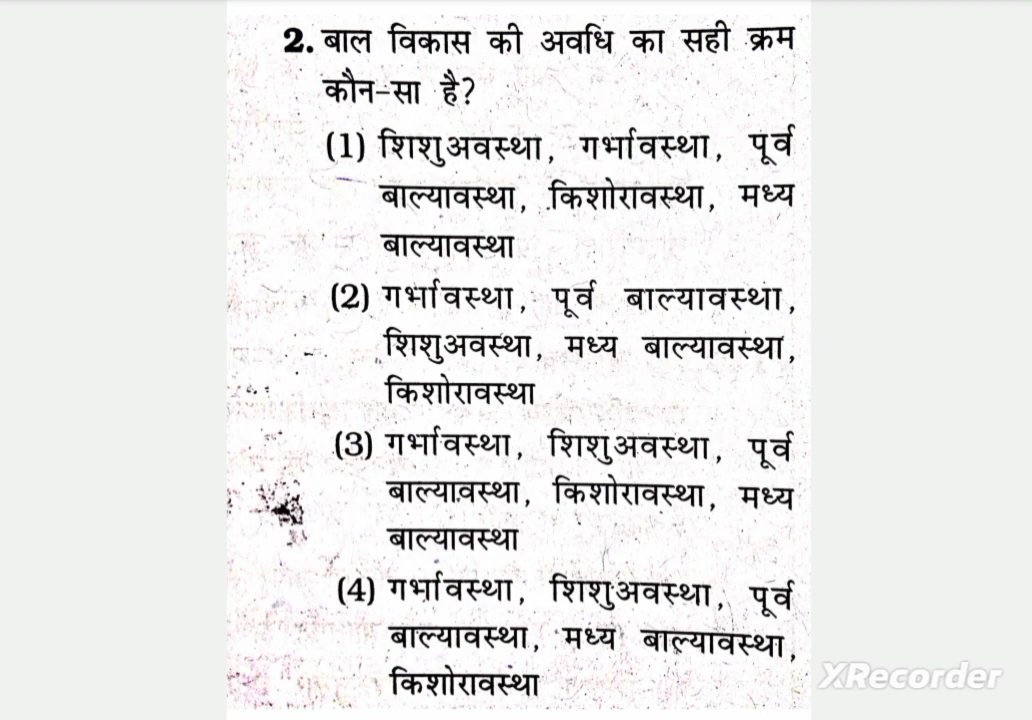 2. बाल विकास की अवधि का सही क्रम
कौन-सा है?
(1) शिशुअवस्था, गर्भावस्था, पूर्व
बाल्यावस्था, किशोरावस्था, मध्य
बाल्यावस्था
(2) गर्भावस्था, पूर्व बाल्यावस्था,
शिशुअवस्था, मध्य बाल्यावस्था,
किशोरावस्था
(3) गर्भावस्था, शिशुअवस्था, पूर्व
बाल्यावस्था, किशोरावस्था, मध्य
बाल्यावस्था
(4) गर्भावस्था, शिशुअवस्था, पूर्व
बाल्यावस्था, मध्य बाल्यावस्था,
किशोरावस्था
XRecorder